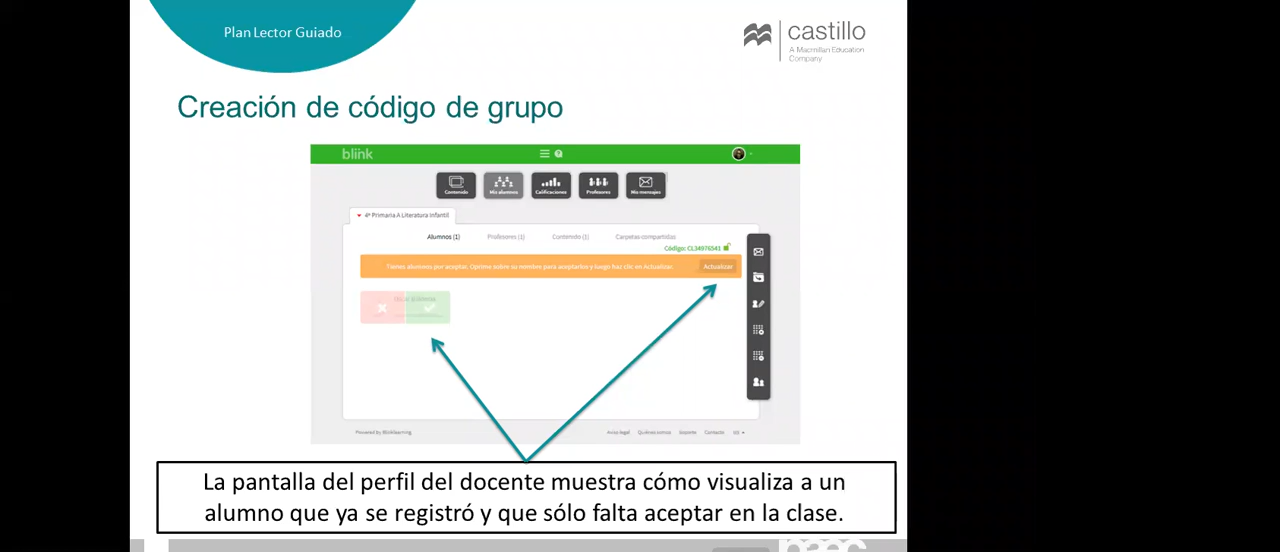 Plan Lector Guiado
castillo
A Macmillan Education
Company
Creación de código de grupo
blink
Contenido
Mis alumnos
Calificaciones
Profesores
Mis mensajes
4º Primaria A Literatura Infantil
Alumnos (1) Profesores (1) Contenido (1) Carpetas compartidas
Código: CL34976541
Tienes alumnos por aceptar. Oprime sobre su nombre para aceptarlos y luego haz clic en Actualizar. Actualizar
Powered by Blinklearning
Aviso legal Quiénes somos Soporte Contacto
La pantalla del perfil del docente muestra cómo visualiza a un
alumno que ya se registró y que sólo falta aceptar en la clase.